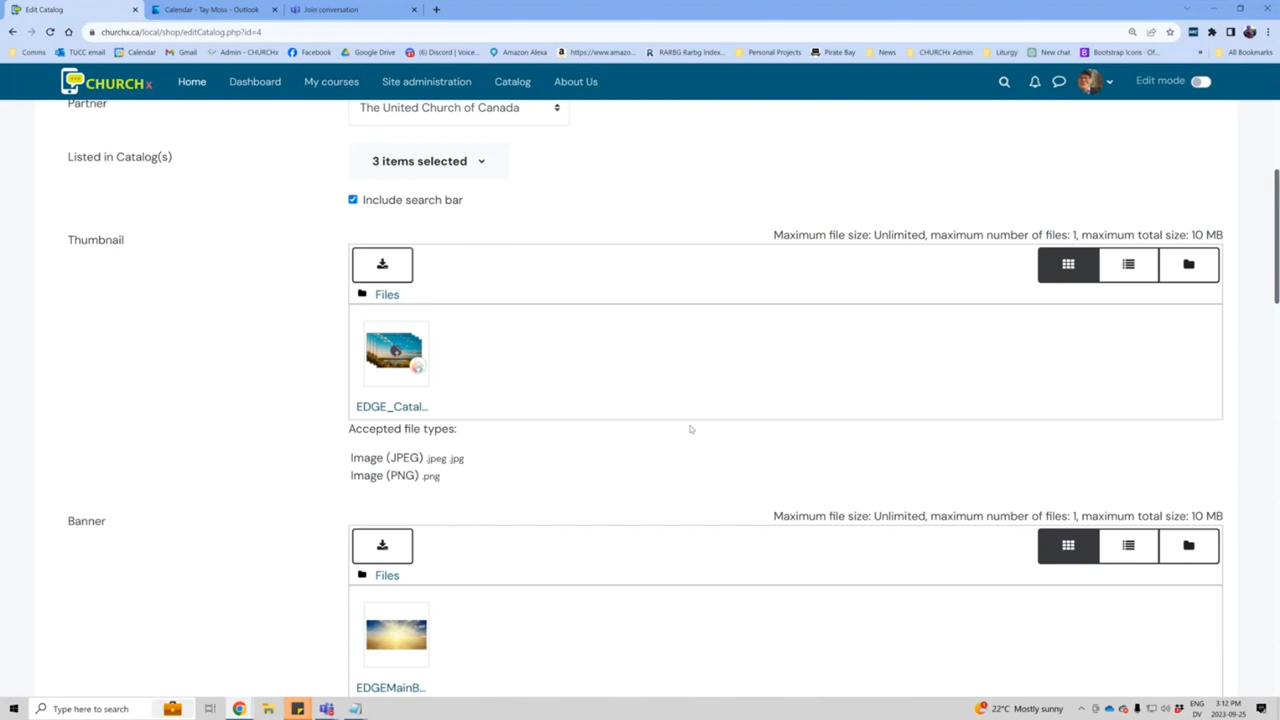 Edit Catalog
Calendar - Tay Moss - Outlook
Join conversation
churchx.ca/local/shop/editCatalog.php?id=4
Comms
TUCC email
Calendar
Gmail
Admin - CHURCHx
Facebook
Google Drive
(6) Discord | Voice...
Amazon Alexa
https://www.amazo...
RARBG Rarbg Index...
Personal Projects
Pirate Bay
News
CHURCHx Admin
Liturgy
New chat
Bootstrap Icons · Of...
»
All Bookmarks
CHURCHx
Home
Dashboard
My courses
Site administration
Catalog
About Us
Edit mode
Partner
The United Church of Canada
Listed in Catalog(s)
3 items selected
Include search bar
Thumbnail
Maximum file size: Unlimited, maximum number of files: 1, maximum total size: 10 MB
Files
EDGE_Catal...
Accepted file types:
Image (JPEG) .jpeg .jpg
Image (PNG) .png
Banner
Maximum file size: Unlimited, maximum number of files: 1, maximum total size: 10 MB
Files
EDGEMainB...
Type here to search
22°C Mostly sunny
ENG
DV
3:12 PM
2023-09-25